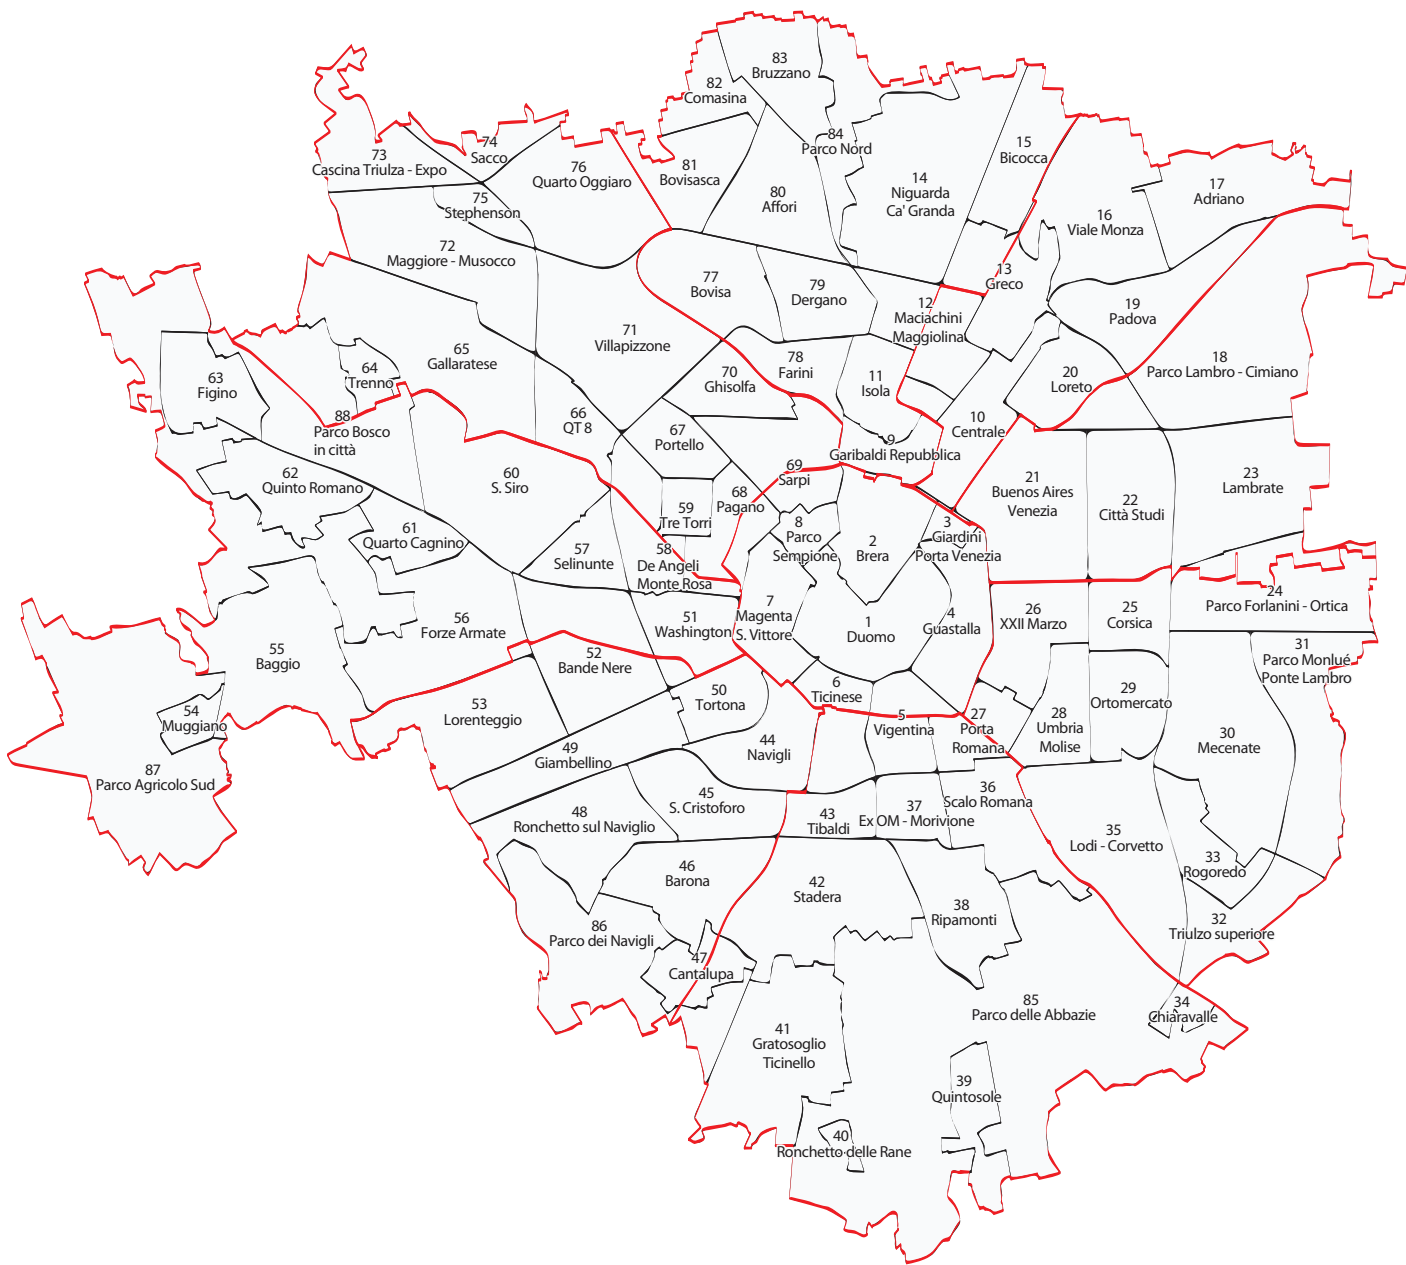 83
Bruzzano
82
Comasina
84
Parco Nord
74
Sacco
73
Cascina Triulza - Expo
76
Quarto Oggiaro
81
Bovisasca
80
Affori
15
Bicocca
14
Niguarda
Ca' Granda
17
Adriano
16
Viale Monza
75
Stephenson
72
Maggiore - Musocco
77
Bovisa
79
Dergano
13
Greco
12
Maciachini
Maggiolina
19
Padova
71
Villapizzone
65
Gallaratese
64
Trenno
63
Figino
78
Farini
70
Ghisolfa
11
Isola
20
Loreto
18
Parco Lambro - Cimiano
88
Parco Bosco
in città
66
QT 8
67
Portello
10
Centrale
9
Garibaldi Repubblica
69
Sarpi
62
Quinto Romano
60
S. Siro
68
Pagano
59
Tre Torri
21
Buenos Aires
Venezia
22
Città Studi
23
Lambrate
61
Quarto Cagnino
57
Selinunte
58
De Angeli
Monte Rosa
8
Parco
Sempione
2
Brera
3
Giardini
Porta Venezia
24
Parco Forlanini - Ortica
56
Forze Armate
51
Washington
7
Magenta
S. Vittore
1
Duomo
4
Guastalla
26
XXII Marzo
25
Corsica
31
Parco Monlué
Ponte Lambro
55
Baggio
52
Bande Nere
53
Lorenteggio
50
Tortona
6
Ticinese
5
Vigentina
27
Porta
Romana
28
Umbria
Molise
29
Ortomercato
30
Mecenate
54
Muggiano
49
Giambellino
44
Navigli
87
Parco Agricolo Sud
45
S. Cristoforo
48
Ronchetto sul Naviglio
43
Tibaldi
37
Ex OM - Morivione
36
Scalo Romana
35
Lodi - Corvetto
33
Rogoredo
46
Barona
42
Stadera
38
Ripamonti
32
Triulzo superiore
86
Parco dei Navigli
47
Cantalupa
85
Parco delle Abbazie
34
Chiaravalle
41
Gratosoglio
Ticinello
39
Quintosole
40
Ronchetto delle Rane